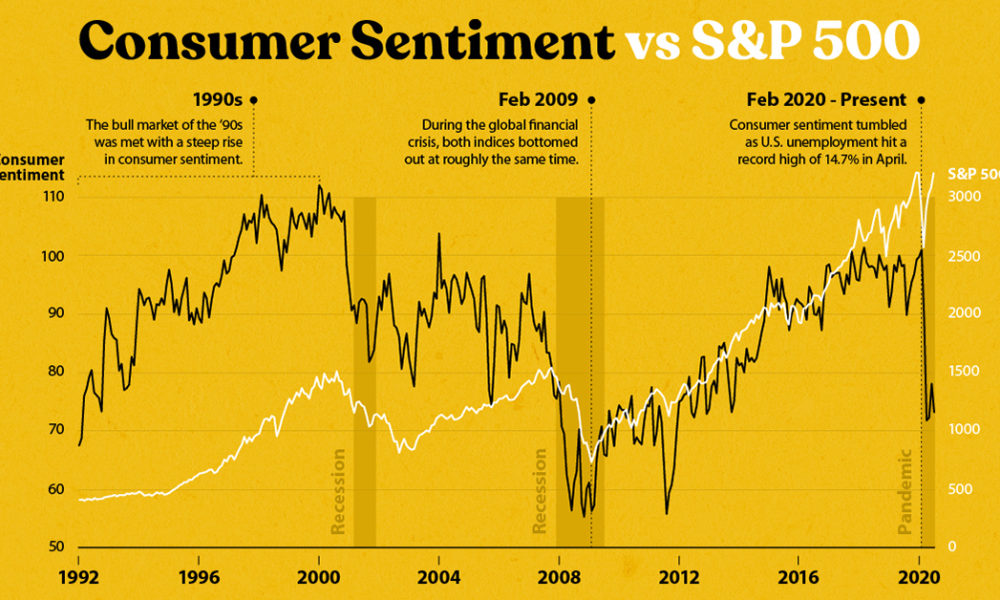 Consumer Sentiment vs S&P 500
1990s
The bull market of the '90s
was met with a steep rise
in consumer sentiment.
Feb 2009
During the global financial
crisis, both indices bottomed
out at roughly the same time.
Feb 2020 - Present
Consumer sentiment tumbled
as U.S. unemployment hit a
record high of 14.7% in April.
Consumer
Sentiment
S&P 500
110
3000
100
2500
90
2000
80
1500
70
1000
60
500
50
0
Recession
Recession
Pandemic
1992
1996
2000
2004
2008
2012
2016
2020